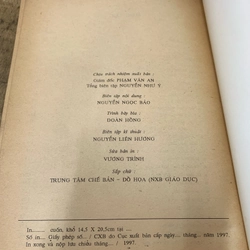 Chịu trách nhiệm xuất bản :
Giám đốc PHẠM VĂN AN
Tổng biên tập NGUYỄN NHƯ Ý
Biên tập nội dung :
NGUYỄN NGỌC BẢO
Trình bày bìa :
ĐOÀN HỒNG
Biên tập kĩ thuật :
NGUYỄN LIÊN HƯƠNG
Sửa bản in :
VƯƠNG TRÌNH
Sắp chữ :
TRUNG TÂM CHẾ BẢN - ĐỒ HỌA (NXB GIÁO DỤC)
In........ cuốn, khổ 14,5 X 20,5cm tại ...
Số in... Giấy phép số... / CXB do Cục xuất bản cấp ngày... tháng... năm 1997.
In xong và nộp lưu chiểu tháng... / 1997.